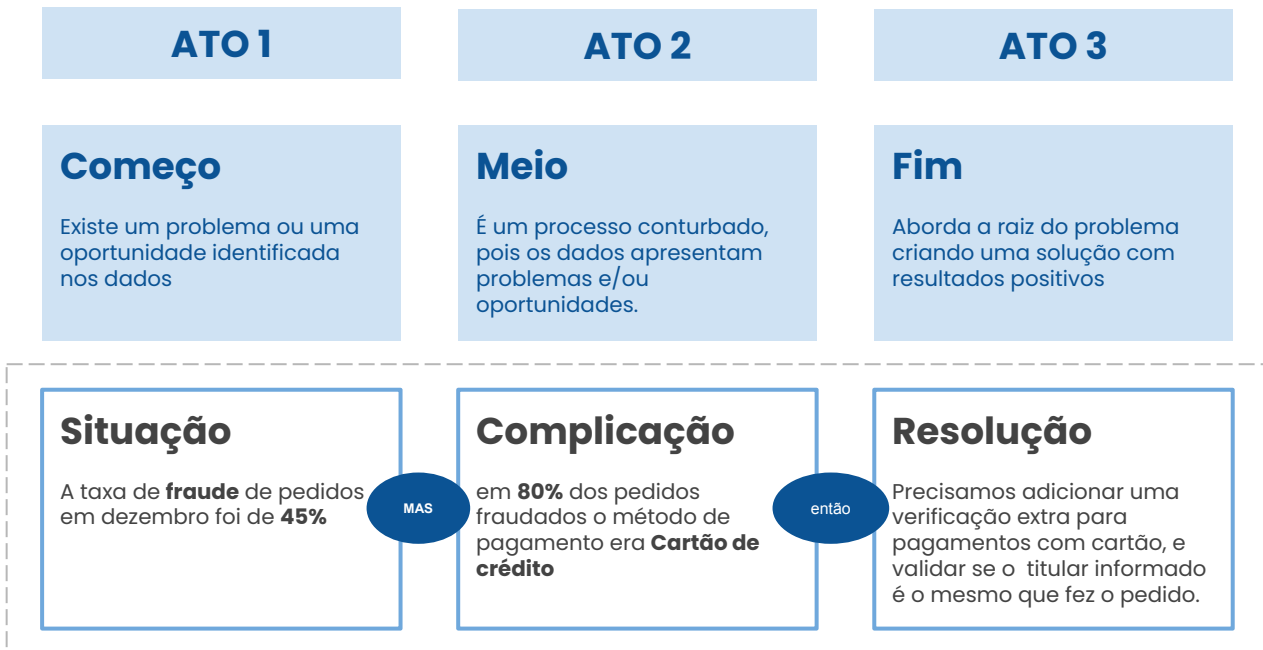 ATO 1
ATO 2
ATO 3
Começo
Existe um problema ou uma
oportunidade identificada
nos dados
Meio
É um processo conturbado,
pois os dados apresentam
problemas e/ou
oportunidades.
Fim
Aborda a raiz do problema
criando uma solução com
resultados positivos
Situação
A taxa de fraude de pedidos
em dezembro foi de 45%
MAS
Complicação
em 80% dos pedidos
fraudados o método de
pagamento era Cartão de
crédito
então
Resolução
Precisamos adicionar uma
verificação extra para
pagamentos com cartão, e
validar se o titular informado
é o mesmo que fez o pedido.